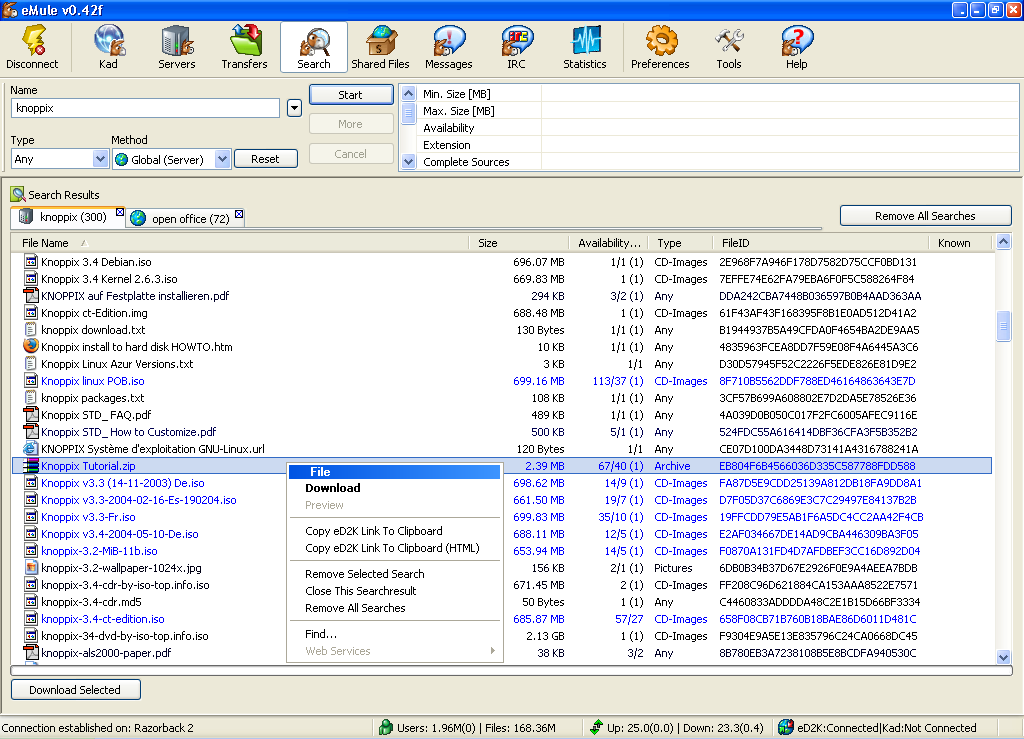 eMule v0.42f
Disconnect Kad Servers Transfers Search Shared Files Messages IRC Statistics Preferences Tools Help
Name
knoppix
Start
More
Cancel
Type Method
Any Global (Server) Reset
Min. Size [MB]
Max. Size [MB]
Availability
Extension
Complete Sources
Search Results
knoppix (300) open office (72) Remove All Searches
File Name Size Availability... Type FileID Known
Knoppix 3.4 Debian.iso 696.07 MB 1/1 (1) CD-Images 2E968F7A946F178D7582D75CCF0BD131
Knoppix 3.4 Kernel 2.6.3.iso 669.83 MB 1 (1) CD-Images 7EFFE74E62FA79EBA6F0F5C588264F84
KNOPPIX auf Festplatte installieren.pdf 294 KB 3/2 (1) Any DDA242CBA7448B036597B0B4AAD363AA
Knoppix ct-Edition.img 688.48 MB 1 (1) CD-Images 61F43AF43F168395F8B1E0AD512D41A2
knoppix download.txt 130 Bytes 1/1 (1) Any B1944937B5A49CFDA0F4654BA2DE9AA5
Knoppix install to hard disk HOWTO.htm 10 KB 1/1 (1) Any 4835963FCEA8DD7F59E08F4A6445A3C6
Knoppix Linux Azur Versions.txt 3 KB 1/1 Any D30D57945F52C2226F5EDE826E81D9E2
Knoppix linux POB.iso 699.16 MB 113/37 (1) CD-Images 8F710B5562DDF788ED46164863643E7D
knoppix packages.txt 108 KB 1/1 (1) Any 3CF57B699A608802E7D2DA5E78526E36
Knoppix STD_ FAQ.pdf 489 KB 1/1 (1) Any 4A039D0B050C017F2FC6005AFEC9116E
Knoppix STD_ How to Customize.pdf 500 KB 5/1 (1) Any 524FDC55A616414DBF36CFA3F5B352B2
KNOPPIX Système d'exploitation GNU-Linux.url 120 Bytes 1/1 Any CE07D100DA3448D73141A4316788241A
Knoppix Tutorial.zip 2.39 MB 67/40 (1) Archive EB804F6B4566036D335C587788FDD588
Knoppix v3.3 (14-11-2003) De.iso 698.62 MB 14/9 (1) CD-Images FA87D5E9CDD25139A812DB18FA9DD8A1
Knoppix v3.3-2004-02-16-Es-190204.iso 661.50 MB 19/7 (1) CD-Images D7F05D37C6869E3C7C29497E84137B2B
Knoppix v3.3-Fr.iso 699.83 MB 35/10 (1) CD-Images 19FFCDD79E5AB1F6A5DC4CC2AA42F4CB
Knoppix v3.4-2004-05-10-De.iso 688.11 MB 12/5 (1) CD-Images E2AF034667DE14AD9CBA446309BA3F05
knoppix-3.2-MiB-11b.iso 653.94 MB 14/5 (1) CD-Images F0870A131FD4D7AFDBEF3CC16D892D04
knoppix-3.2-wallpaper-1024x.jpg 156 KB 2/1 (1) Pictures 6DB0B34B37D67E2926F0E9A4AEEA7BDB
knoppix-3.4-cdr-by-iso-top.info.iso 671.45 MB 2 (1) CD-Images FF208C96D621884CA153AAA8522E7571
knoppix-3.4-cdr.md5 50 Bytes 1 (1) Any C4460833ADDDDA48C2E1B15D66BF3334
knoppix-3.4-ct-edition.iso 685.87 MB 57/27 CD-Images 658F08CB71B760B18BAE86D6011D481C
knoppix-34-dvd-by-iso-top.info.iso 2.13 GB 1 (1) CD-Images F9304E9A5E13E835796C24CA0668DC45
knoppix-als2000-paper.pdf 38 KB 3/2 Any 8B780EB3A7238108B5E8BCDFA940530C
File
Download
Preview
Copy eD2K Link To Clipboard
Copy eD2K Link To Clipboard (HTML)
Remove Selected Search
Close This Searchresult
Remove All Searches
Find...
Web Services
Download Selected
Connection established on: Razorback 2 Users: 1.96M(0) | Files: 168.36M Up: 25.0(0.0) | Down: 23.3(0.4) eD2K:Connected|Kad:Not Connected